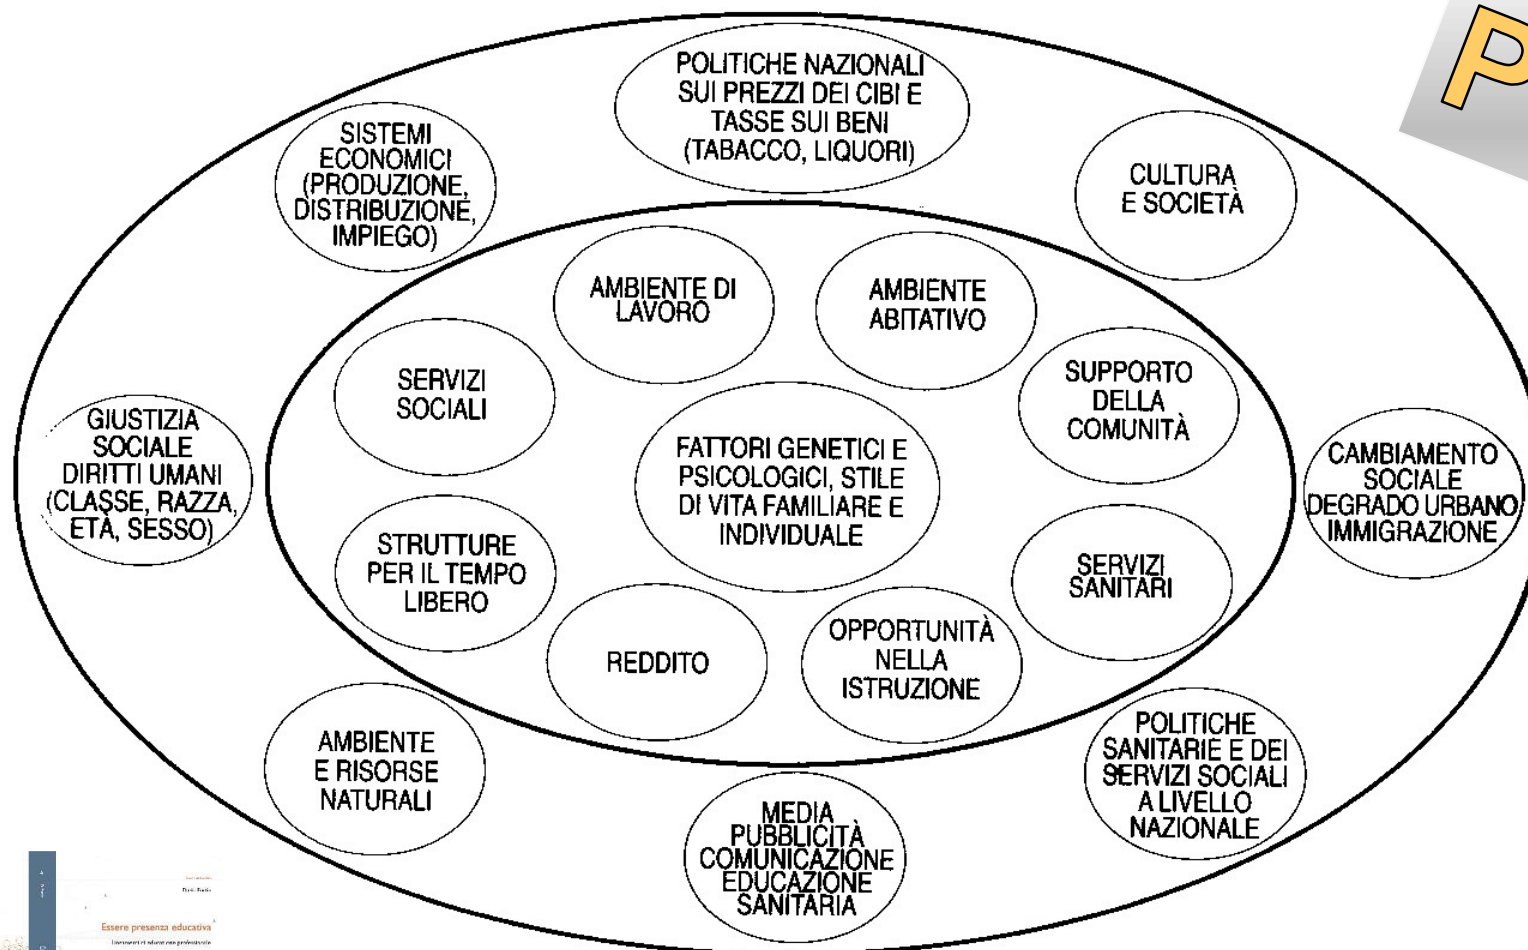 POLITICHE NAZIONALI
SUI PREZZI DEI CIBI E
TASSE SUI BENI
(TABACCO, LIQUORI)
P
SISTEMI
ECONOMICI
(PRODUZIONE,
DISTRIBUZIONE,
IMPIEGO)
CULTURA
E SOCIETÀ
AMBIENTE DI
LAVORO
AMBIENTE
ABITATIVO
SERVIZI
SOCIALI
SUPPORTO
DELLA
COMUNITÀ
GIUSTIZIA
SOCIALE
DIRITTI UMANI
(CLASSE, RAZZA,
ETÀ, SESSO)
FATTORI GENETICI E
PSICOLOGICI, STILE
DI VITA FAMILIARE E
INDIVIDUALE
CAMBIAMENTO
SOCIALE
DEGRADO URBANO
IMMIGRAZIONE
STRUTTURE
PER IL TEMPO
LIBERO
SERVIZI
SANITARI
REDDITO
OPPORTUNITÀ
NELLA
ISTRUZIONE
AMBIENTE
E RISORSE
NATURALI
MEDIA
PUBBLICITÀ
COMUNICAZIONE
EDUCAZIONE
SANITARIA
POLITICHE
SANITARIE E DEI
SERVIZI SOCIALI
A LIVELLO
NAZIONALE
Essere presenza educativa